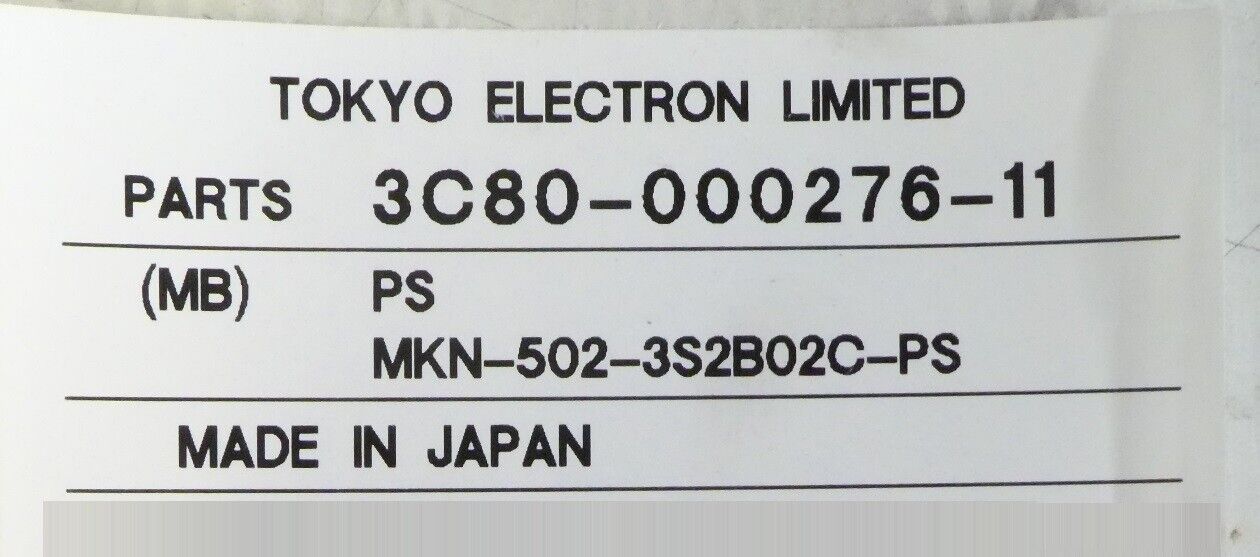 TOKYO ELECTRON LIMITED
PARTS 3C80-000276-11
(MB) PS
MKN-502-3S2B02C-PS
MADE IN JAPAN